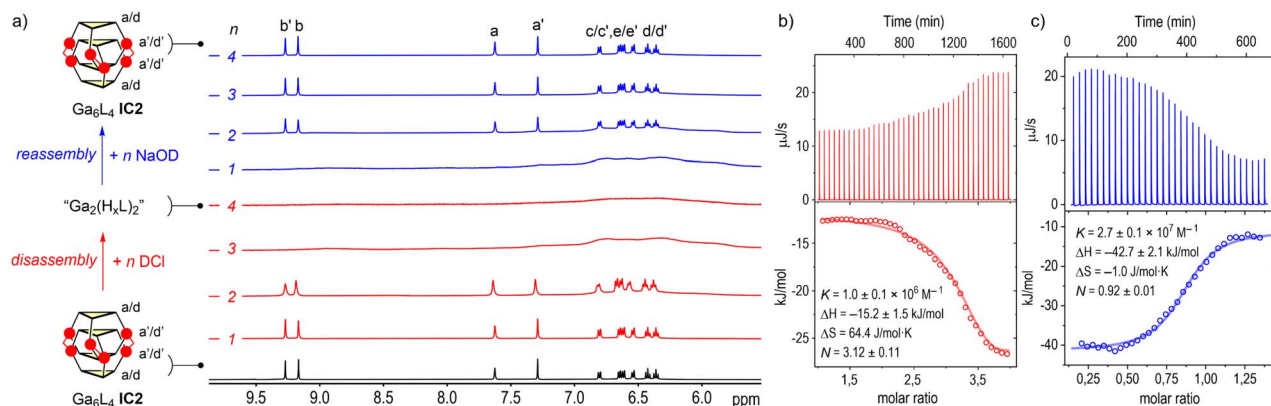 a)
n
b' b
a
a'
c/c',e/e' d/d'
a/d
a'/d'
a'/d'
a/d
Ga6L4 IC2
reassembly + n NaOD
"Ga2(HxL)2"
disassembly + n DCl
a/d
a'/d'
a'/d'
a/d
Ga6L4 IC2
4
3
2
1
4
3
2
1
9.5 9.0 8.5 8.0 7.5 7.0 6.5 6.0 ppm
b)
Time (min)
400 800 1200 1600
20
10
0
µJ/s
-15
-20
-25
kJ/mol
K = 1.0 ± 0.1 × 10⁶ M⁻¹
ΔH = −15.2 ± 1.5 kJ/mol
ΔS = 64.4 J/mol·K
N = 3.12 ± 0.11
1,5 2,5 3,5
molar ratio
c)
Time (min)
0 200 400 600
20
10
0
µJ/s
-10
-20
-30
-40
kJ/mol
K = 2.7 ± 0.1 × 10⁷ M⁻¹
ΔH = −42.7 ± 2.1 kJ/mol
ΔS = −1.0 J/mol·K
N = 0.92 ± 0.01
0,25 0,50 0,75 1,00 1,25
molar ratio